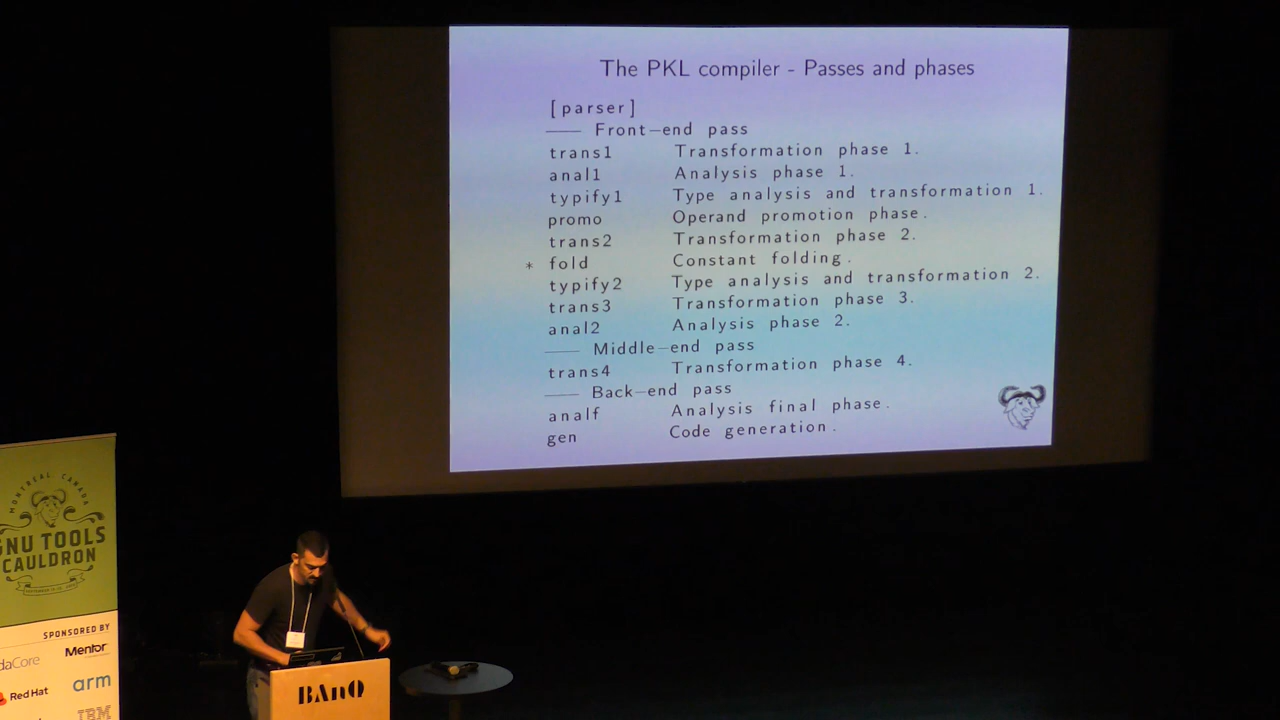 The PKL compiler - Passes and phases
[parser]
—— Front-end pass
trans1 Transformation phase 1.
anal1 Analysis phase 1.
typify1 Type analysis and transformation 1.
promo Operand promotion phase.
trans2 Transformation phase 2.
* fold Constant folding.
typify2 Type analysis and transformation 2.
trans3 Transformation phase 3.
anal2 Analysis phase 2.
—— Middle-end pass
trans4 Transformation phase 4.
—— Back-end pass
analf Analysis final phase.
gen Code generation.
MONTREAL CANADA
GNU TOOLS
CAULDRON
SPONSORED BY
daCore
Mentor
Red Hat
arm
IBM
BAnQ